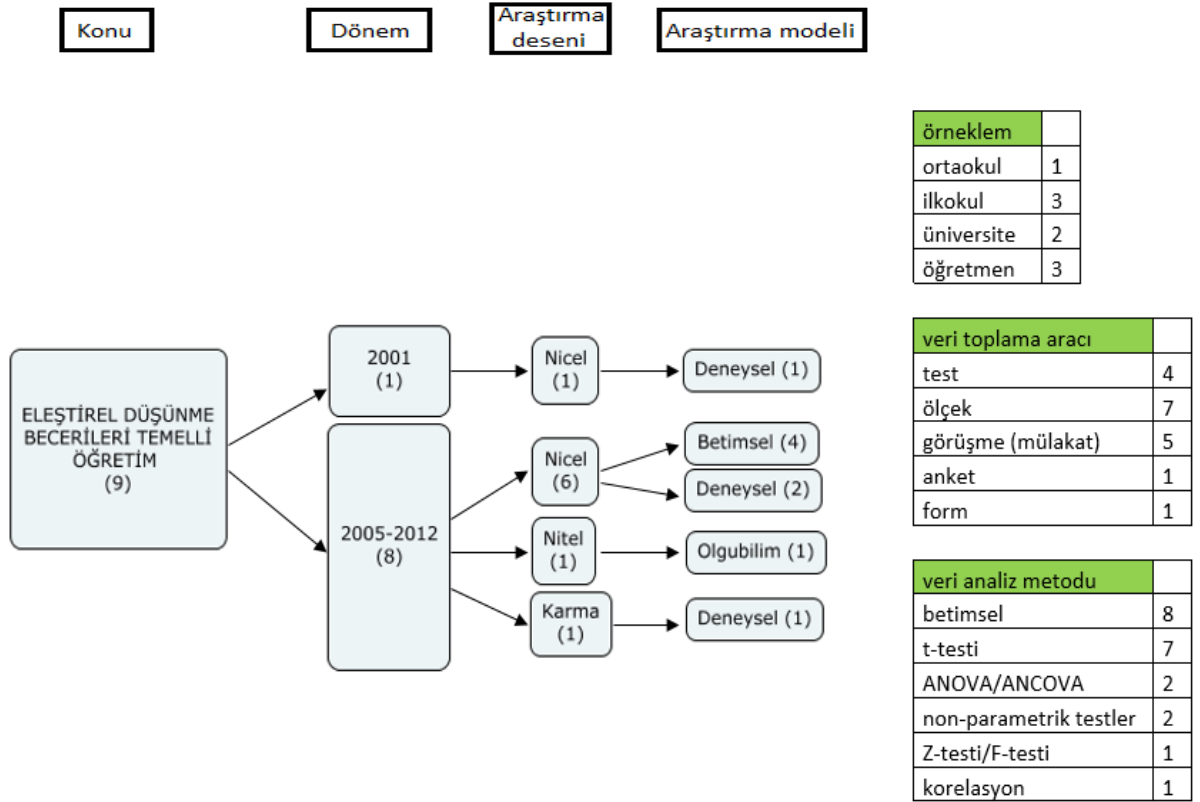 Konu
Dönem
Araştırma
deseni
Araştırma modeli
örneklem
ortaokul 1
ilkokul 3
üniversite 2
öğretmen 3
ELEŞTİREL DÜŞÜNME
BECERİLERİ TEMELLİ
ÖĞRETİM
(9)
2001
(1)
Nicel
(1)
Deneysel (1)
2005-2012
(8)
Nicel
(6)
Betimsel (4)
Deneysel (2)
Nitel
(1)
Olgubilim (1)
Karma
(1)
Deneysel (1)
veri toplama aracı
test 4
ölçek 7
görüşme (mülakat) 5
anket 1
form 1
veri analiz metodu
betimsel 8
t-testi 7
ANOVA/ANCOVA 2
non-parametrik testler 2
Z-testi/F-testi 1
korelasyon 1